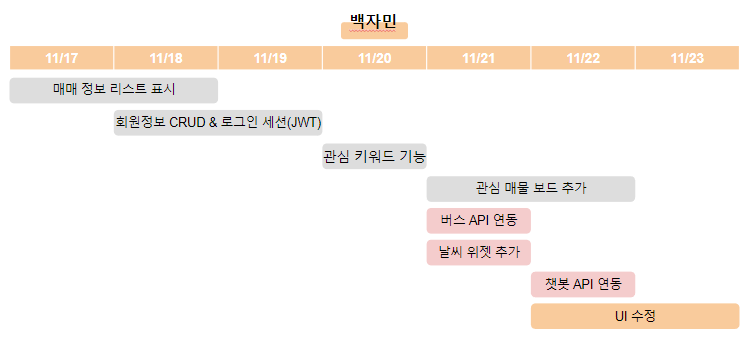 백자민
11/17 11/18 11/19 11/20 11/21 11/22 11/23
매매 정보 리스트 표시
회원정보 CRUD & 로그인 세션(JWT)
관심 키워드 기능
관심 매물 보드 추가
버스 API 연동
날씨 위젯 추가
챗봇 API 연동
UI 수정